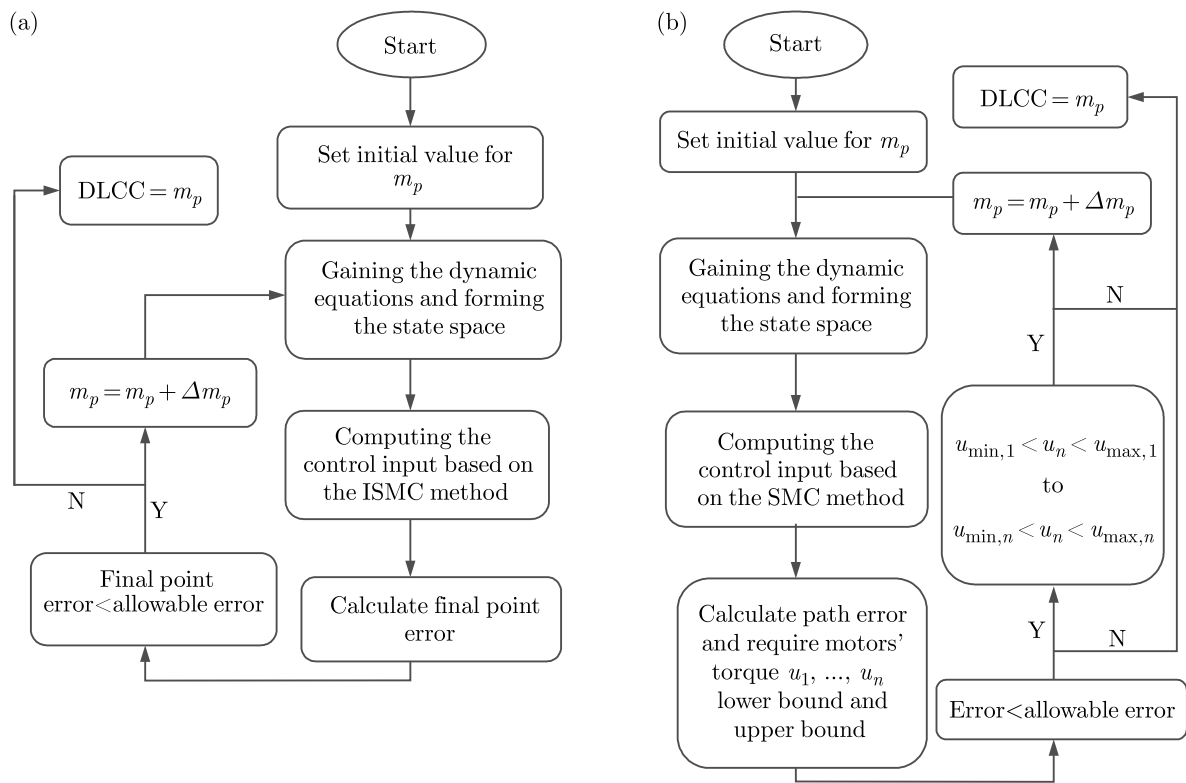 (a)
Start
Set initial value for
m_p
DLCC = m_p
Gaining the dynamic
equations and forming
the state space
m_p = m_p + Δm_p
Computing the
control input based on
the ISMC method
N
Y
Final point
error<allowable error
Calculate final point
error
(b)
Start
DLCC = m_p
Set initial value for m_p
m_p = m_p + Δm_p
Gaining the dynamic
equations and forming
the state space
N
Y
Computing the
control input based
on the SMC method
u_min,1 < u_n < u_max,1
to
u_min,n < u_n < u_max,n
Calculate path error
and require motors'
torque u_1, ..., u_n
lower bound and
upper bound
Y
N
Error<allowable error